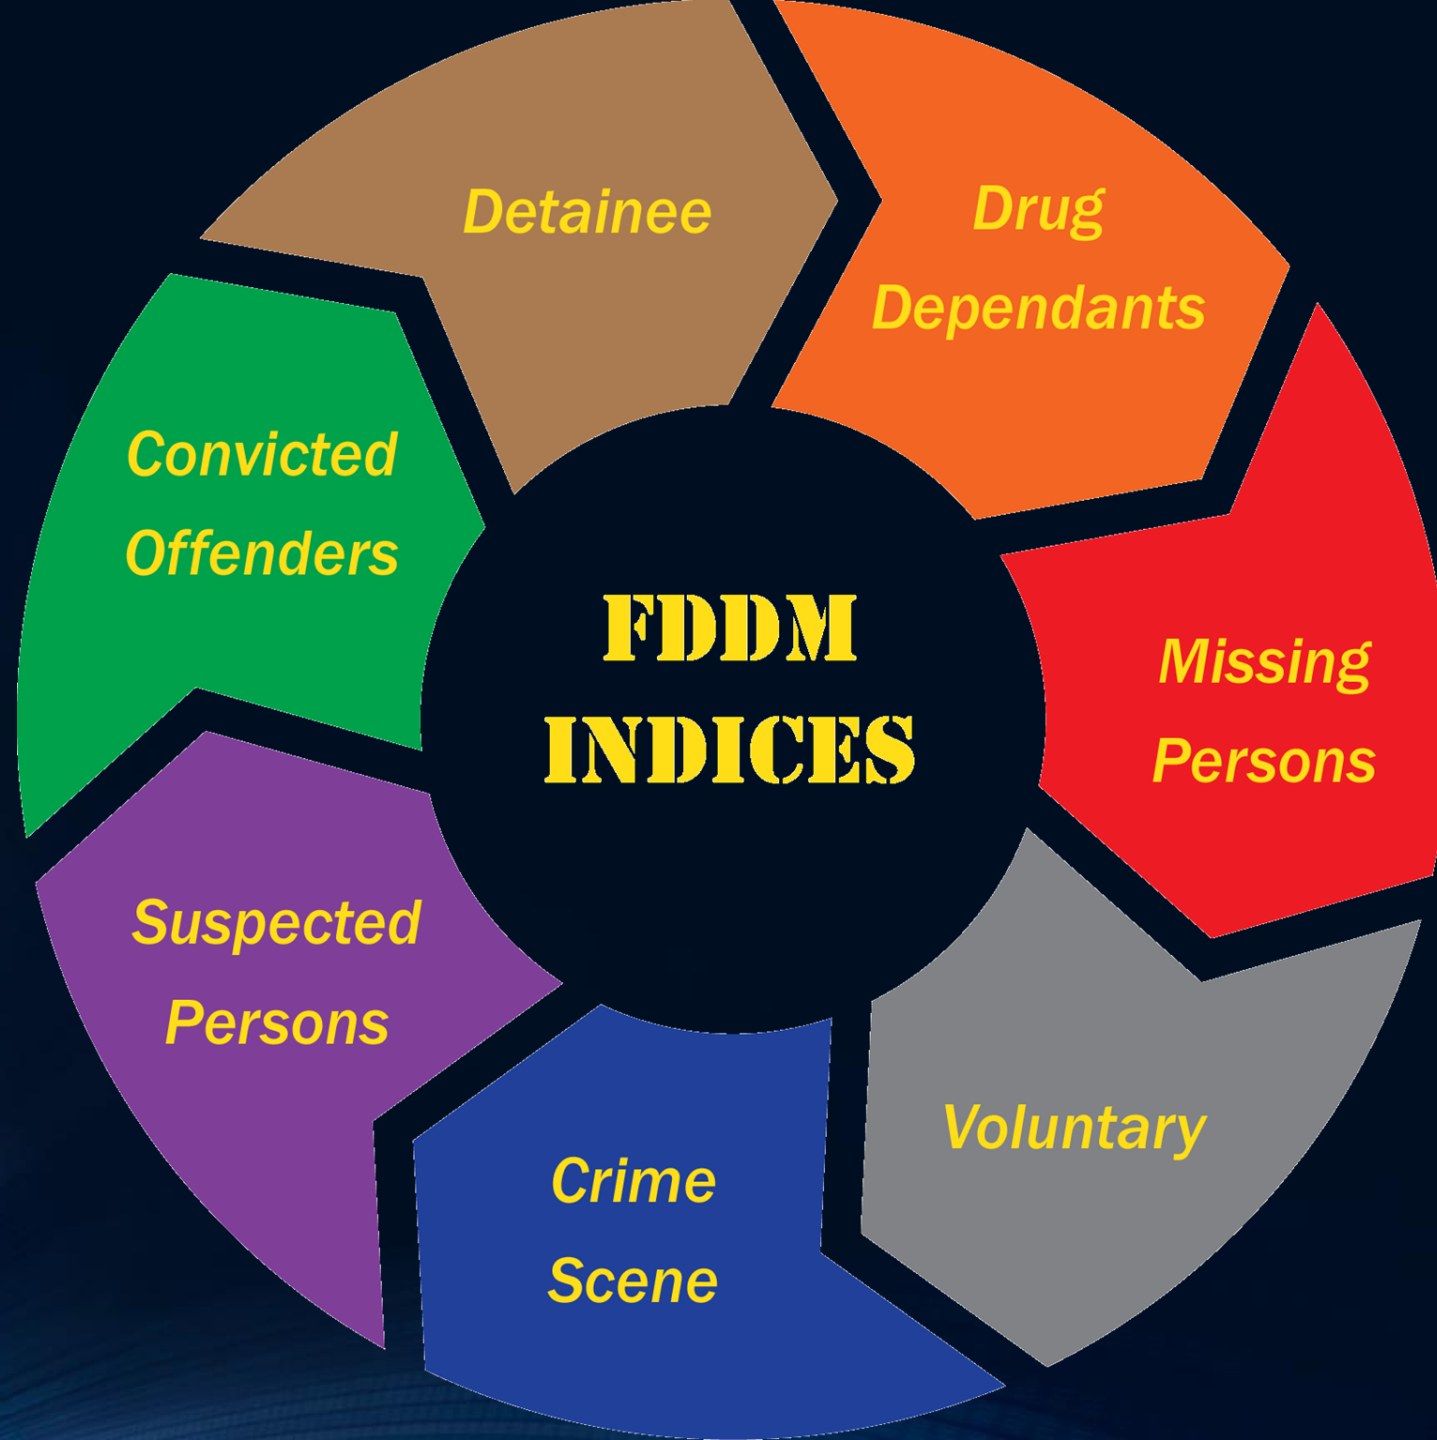 Detainee
Drug
Dependants
Missing
Persons
Voluntary
Crime
Scene
Suspected
Persons
Convicted
Offenders
FDDM
INDICES